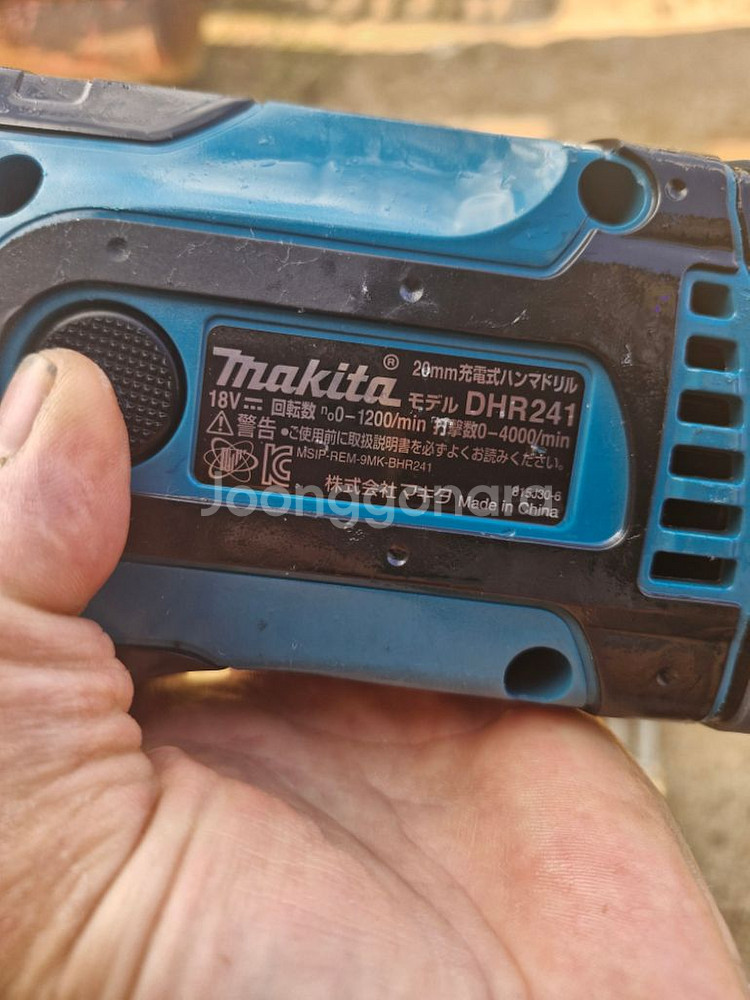 makita®
20mm充電式ハンマドリル
モデル DHR241
18V⎓ 回転数 n₀0-1200/min 打撃数0-4000/min
⚠警告 •ご使用前に取扱説明書を必ずよくお読みください。
MSIP-REM-9MK-BHR241
株式会社 マキタ
815J30-6
Made in China
Joonggonara